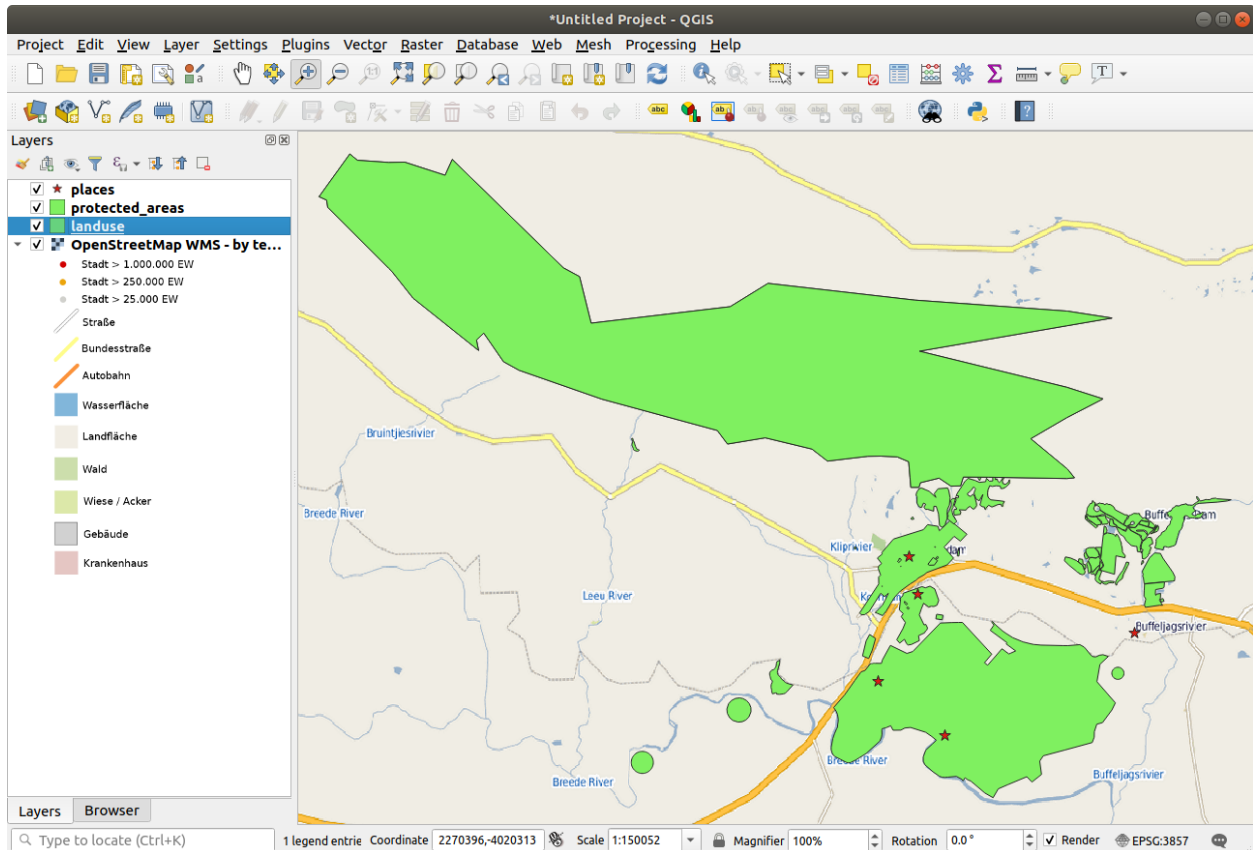 *Untitled Project - QGIS
Project Edit View Layer Settings Plugins Vector Raster Database Web Mesh Processing Help
Layers
places
protected_areas
landuse
OpenStreetMap WMS - by te...
Stadt > 1.000.000 EW
Stadt > 250.000 EW
Stadt > 25.000 EW
Straße
Bundesstraße
Autobahn
Wasserfläche
Landfläche
Wald
Wiese / Acker
Gebäude
Krankenhaus
Bruintjiesrivier
Breede River
Kliprivier
Leeu River
Buffeljagsrivier
Breede River
Breede River
Buffeljagsrivier
Layers Browser
Type to locate (Ctrl+K) 1 legend entrie Coordinate 2270396,-4020313 Scale 1:150052 Magnifier 100% Rotation 0.0° Render EPSG:3857